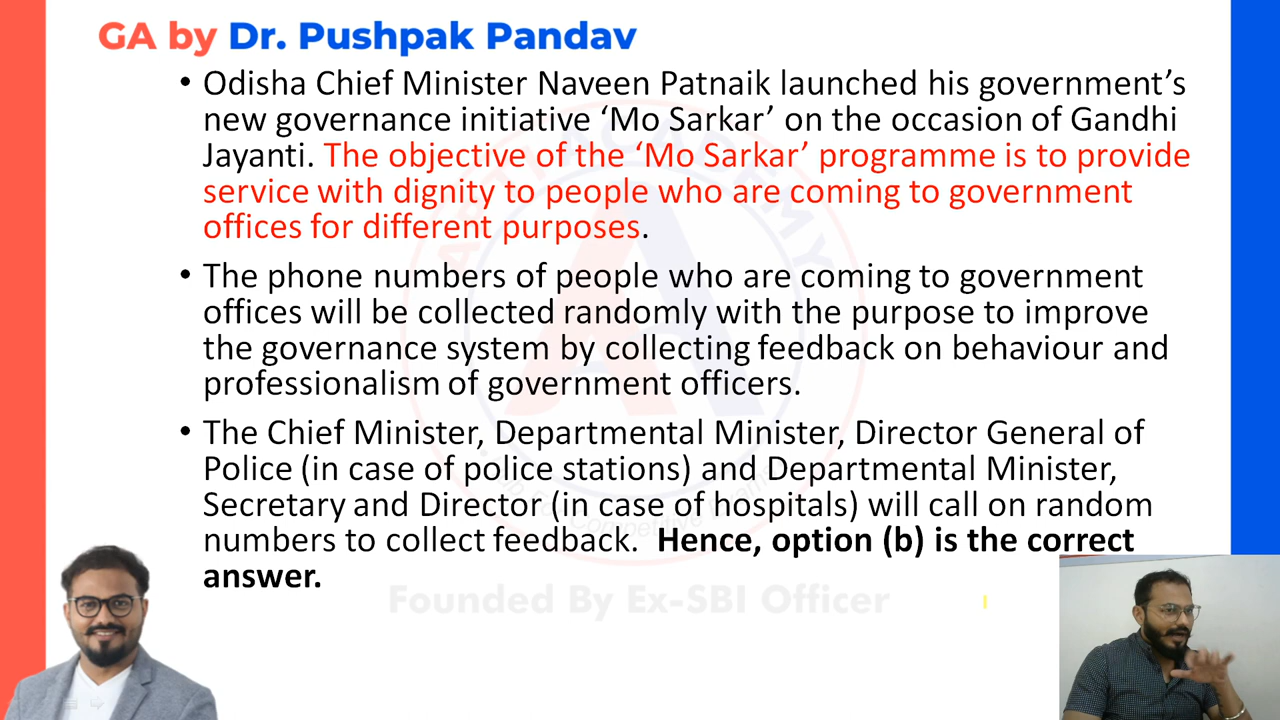 GA by Dr. Pushpak Pandav
• Odisha Chief Minister Naveen Patnaik launched his government’s
new governance initiative ‘Mo Sarkar’ on the occasion of Gandhi
Jayanti. The objective of the ‘Mo Sarkar’ programme is to provide
service with dignity to people who are coming to government
offices for different purposes.
• The phone numbers of people who are coming to government
offices will be collected randomly with the purpose to improve
the governance system by collecting feedback on behaviour and
professionalism of government officers.
• The Chief Minister, Departmental Minister, Director General of
Police (in case of police stations) and Departmental Minister,
Secretary and Director (in case of hospitals) will call on random
numbers to collect feedback. Hence, option (b) is the correct
answer.
Founded By Ex-SBI Officer